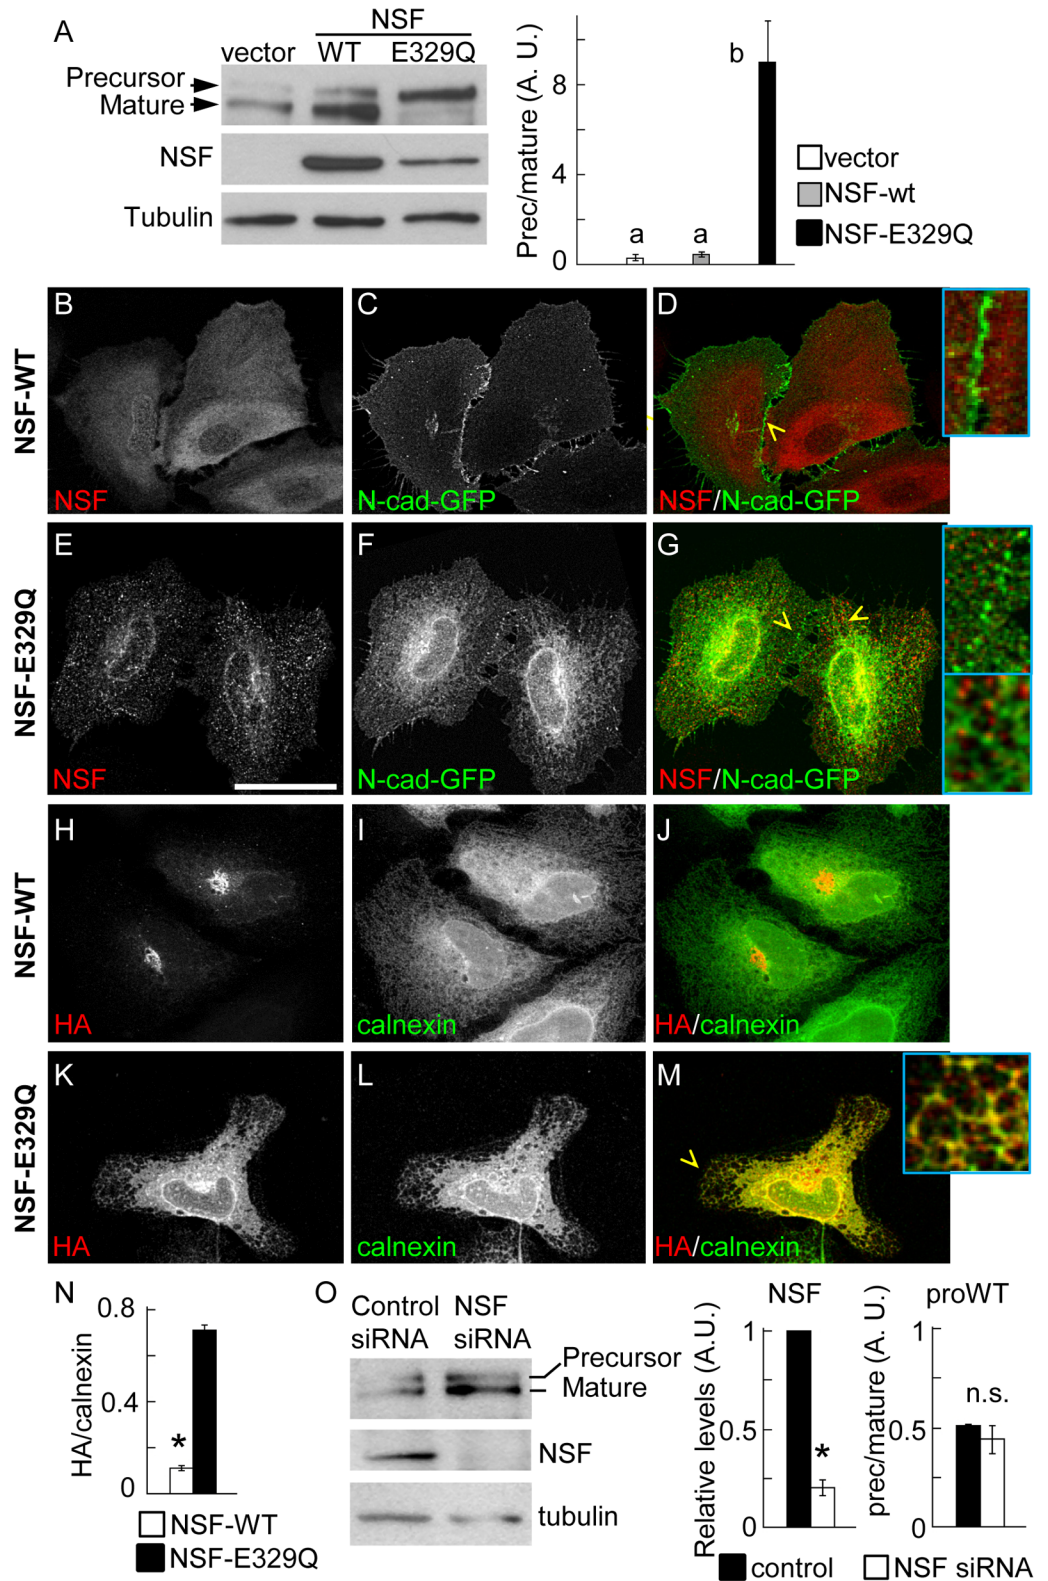 A
NSF
vector WT E329Q
Precursor
Mature
NSF
Tubulin
Prec/mature (A. U.)
8
4
0
a a b
vector
NSF-wt
NSF-E329Q
NSF-WT
B
NSF
C
N-cad-GFP
D
NSF/N-cad-GFP
NSF-E329Q
E
NSF
F
N-cad-GFP
G
NSF/N-cad-GFP
NSF-WT
H
HA
I
calnexin
J
HA/calnexin
NSF-E329Q
K
HA
L
calnexin
M
HA/calnexin
N
HA/calnexin
0.8
0.4
0
*
NSF-WT
NSF-E329Q
O
Control NSF
siRNA siRNA
Precursor
Mature
NSF
tubulin
NSF
Relative levels (A.U.)
1
0.5
0
*
proWT
prec/mature (A. U.)
1
0.5
0
n.s.
control
NSF siRNA